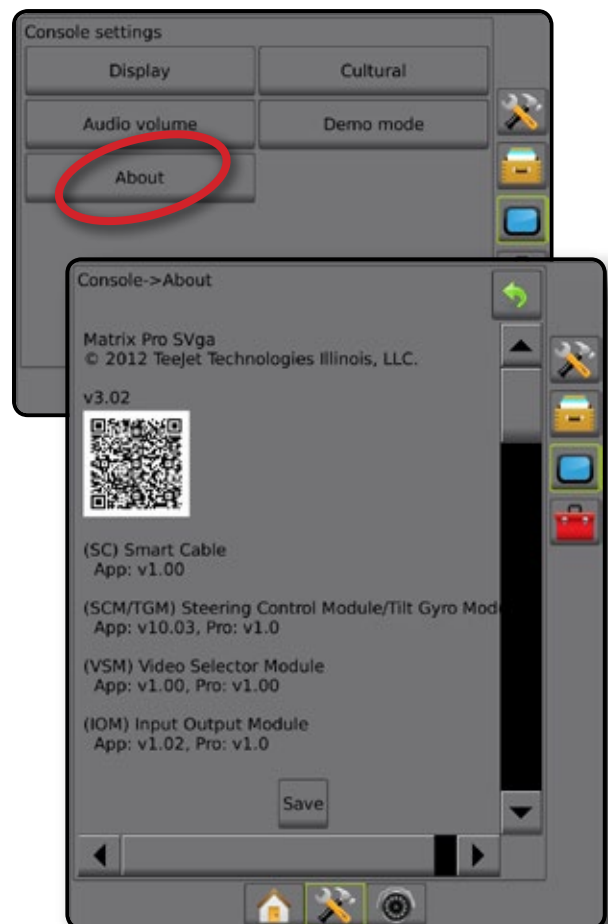 Console settings
Display
Cultural
Audio volume
Demo mode
About
Console->About
Matrix Pro SVga
© 2012 TeeJet Technologies Illinois, LLC.
v3.02
(SC) Smart Cable
App: v1.00
(SCM/TGM) Steering Control Module/Tilt Gyro Mod
App: v10.03, Pro: v1.0
(VSM) Video Selector Module
App: v1.00, Pro: v1.00
(IOM) Input Output Module
App: v1.02, Pro: v1.0
Save